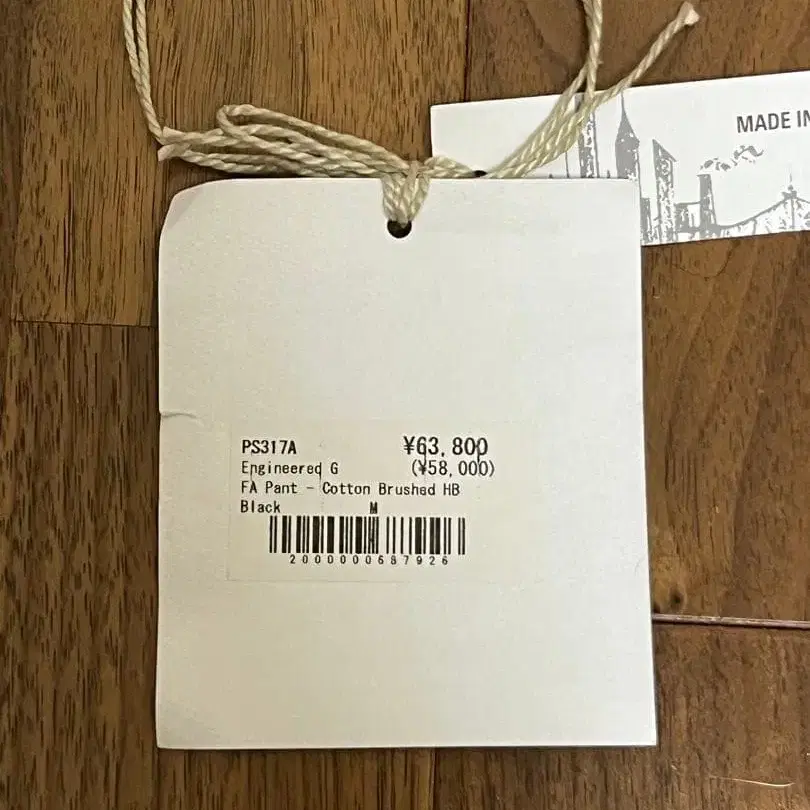 MADE IN
PS317A ¥63,800
Engineered G (¥58,000)
FA Pant - Cotton Brushed HB
Black M
2000000687926